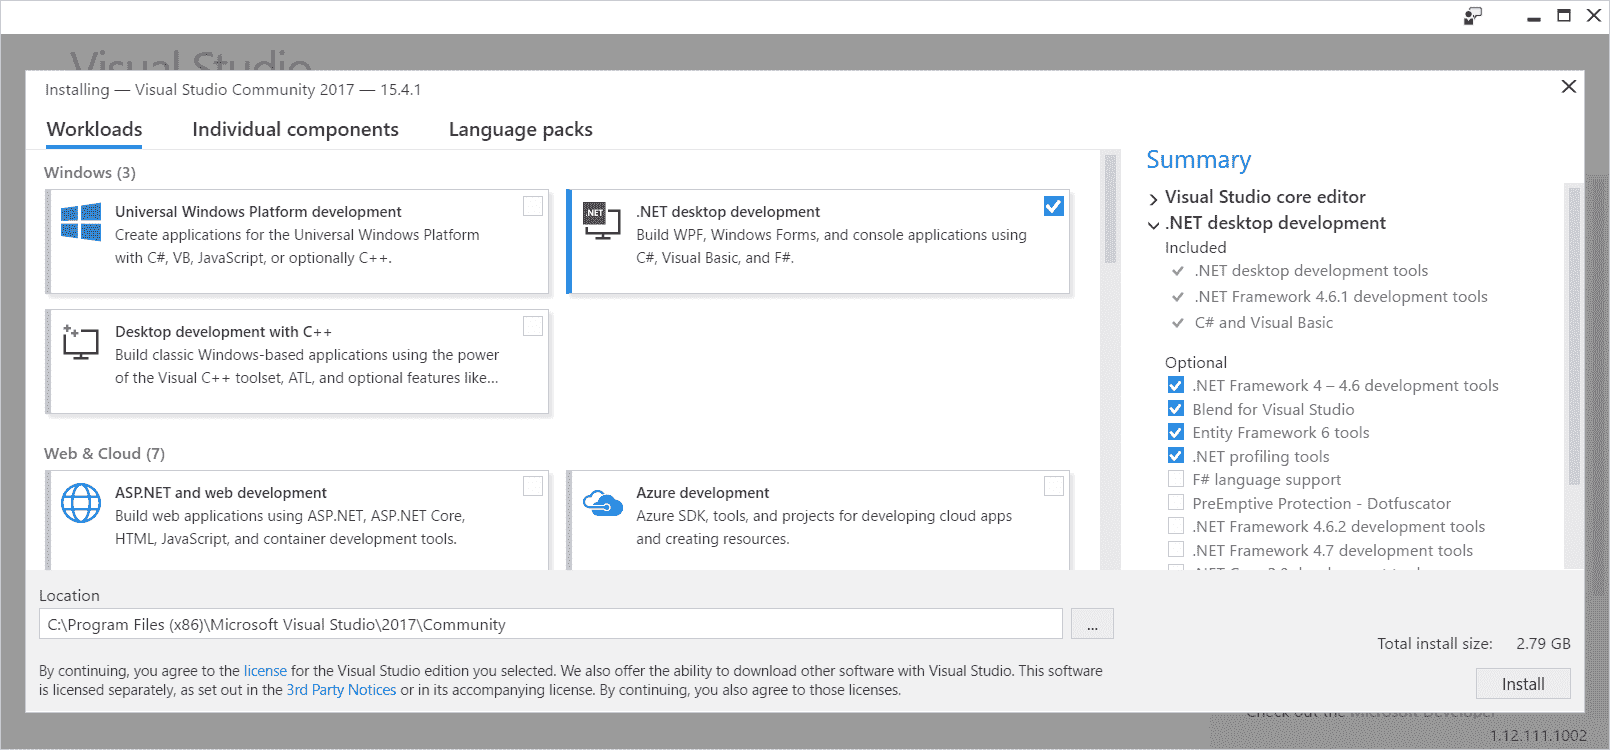 Visual Studio
Installing — Visual Studio Community 2017 — 15.4.1
Workloads
Individual components
Language packs
Windows (3)
Universal Windows Platform development
Create applications for the Universal Windows Platform
with C#, VB, JavaScript, or optionally C++.
.NET
.NET desktop development
Build WPF, Windows Forms, and console applications using
C#, Visual Basic, and F#.
Desktop development with C++
Build classic Windows-based applications using the power
of the Visual C++ toolset, ATL, and optional features like...
Web & Cloud (7)
ASP.NET and web development
Build web applications using ASP.NET, ASP.NET Core,
HTML, JavaScript, and container development tools.
Azure development
Azure SDK, tools, and projects for developing cloud apps
and creating resources.
Summary
Visual Studio core editor
.NET desktop development
Included
.NET desktop development tools
.NET Framework 4.6.1 development tools
C# and Visual Basic
Optional
.NET Framework 4 – 4.6 development tools
Blend for Visual Studio
Entity Framework 6 tools
.NET profiling tools
F# language support
PreEmptive Protection - Dotfuscator
.NET Framework 4.6.2 development tools
.NET Framework 4.7 development tools
Location
C:\Program Files (x86)\Microsoft Visual Studio\2017\Community
...
By continuing, you agree to the license for the Visual Studio edition you selected. We also offer the ability to download other software with Visual Studio. This software
is licensed separately, as set out in the 3rd Party Notices or in its accompanying license. By continuing, you also agree to those licenses.
Total install size: 2.79 GB
Install
Check out the Microsoft Developer
1.12.111.1002